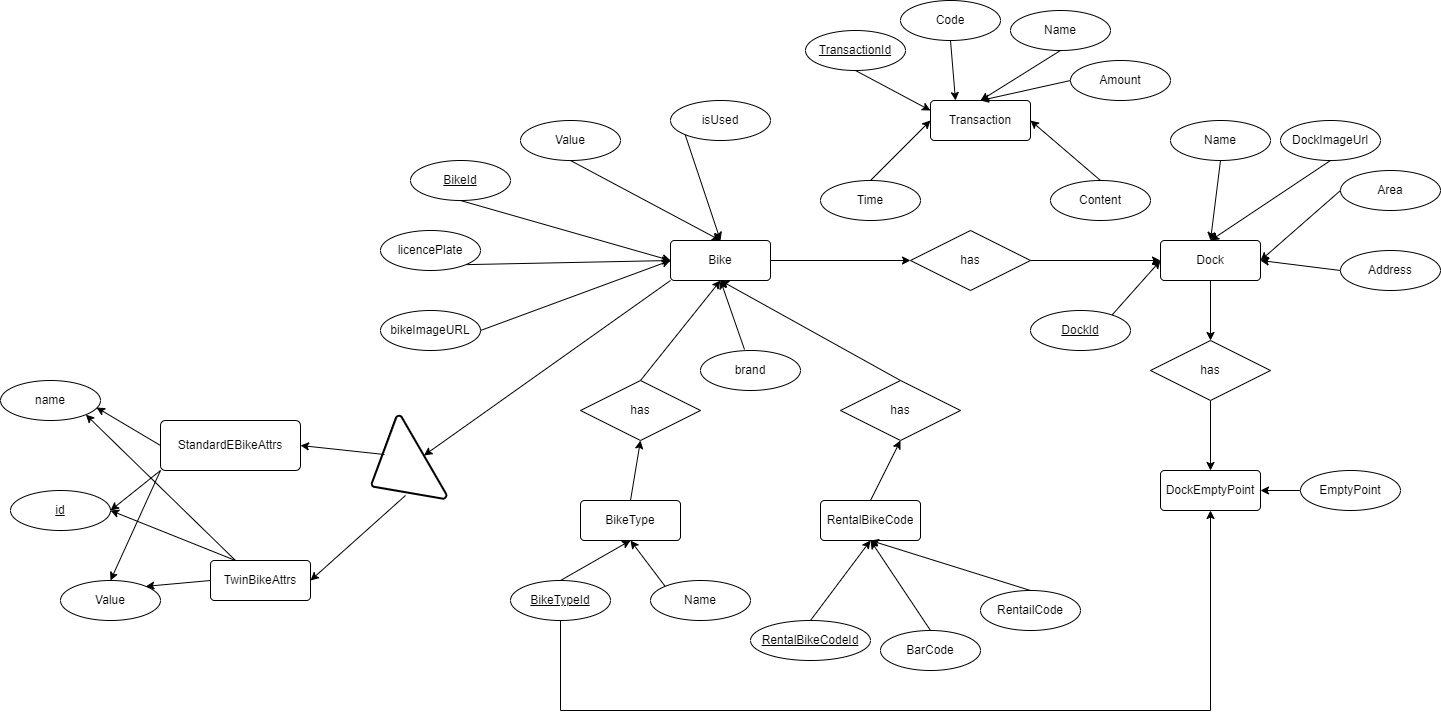 Code
Name
TransactionId
Amount
Transaction
isUsed
Value
Name
DockImageUrl
BikeId
Time
Content
Area
licencePlate
Bike
has
Dock
Address
bikeImageURL
DockId
brand
has
name
has
has
StandardEBikeAttrs
DockEmptyPoint
EmptyPoint
id
BikeType
RentalBikeCode
TwinBikeAttrs
Value
BikeTypeId
Name
RentailCode
RentalBikeCodeId
BarCode